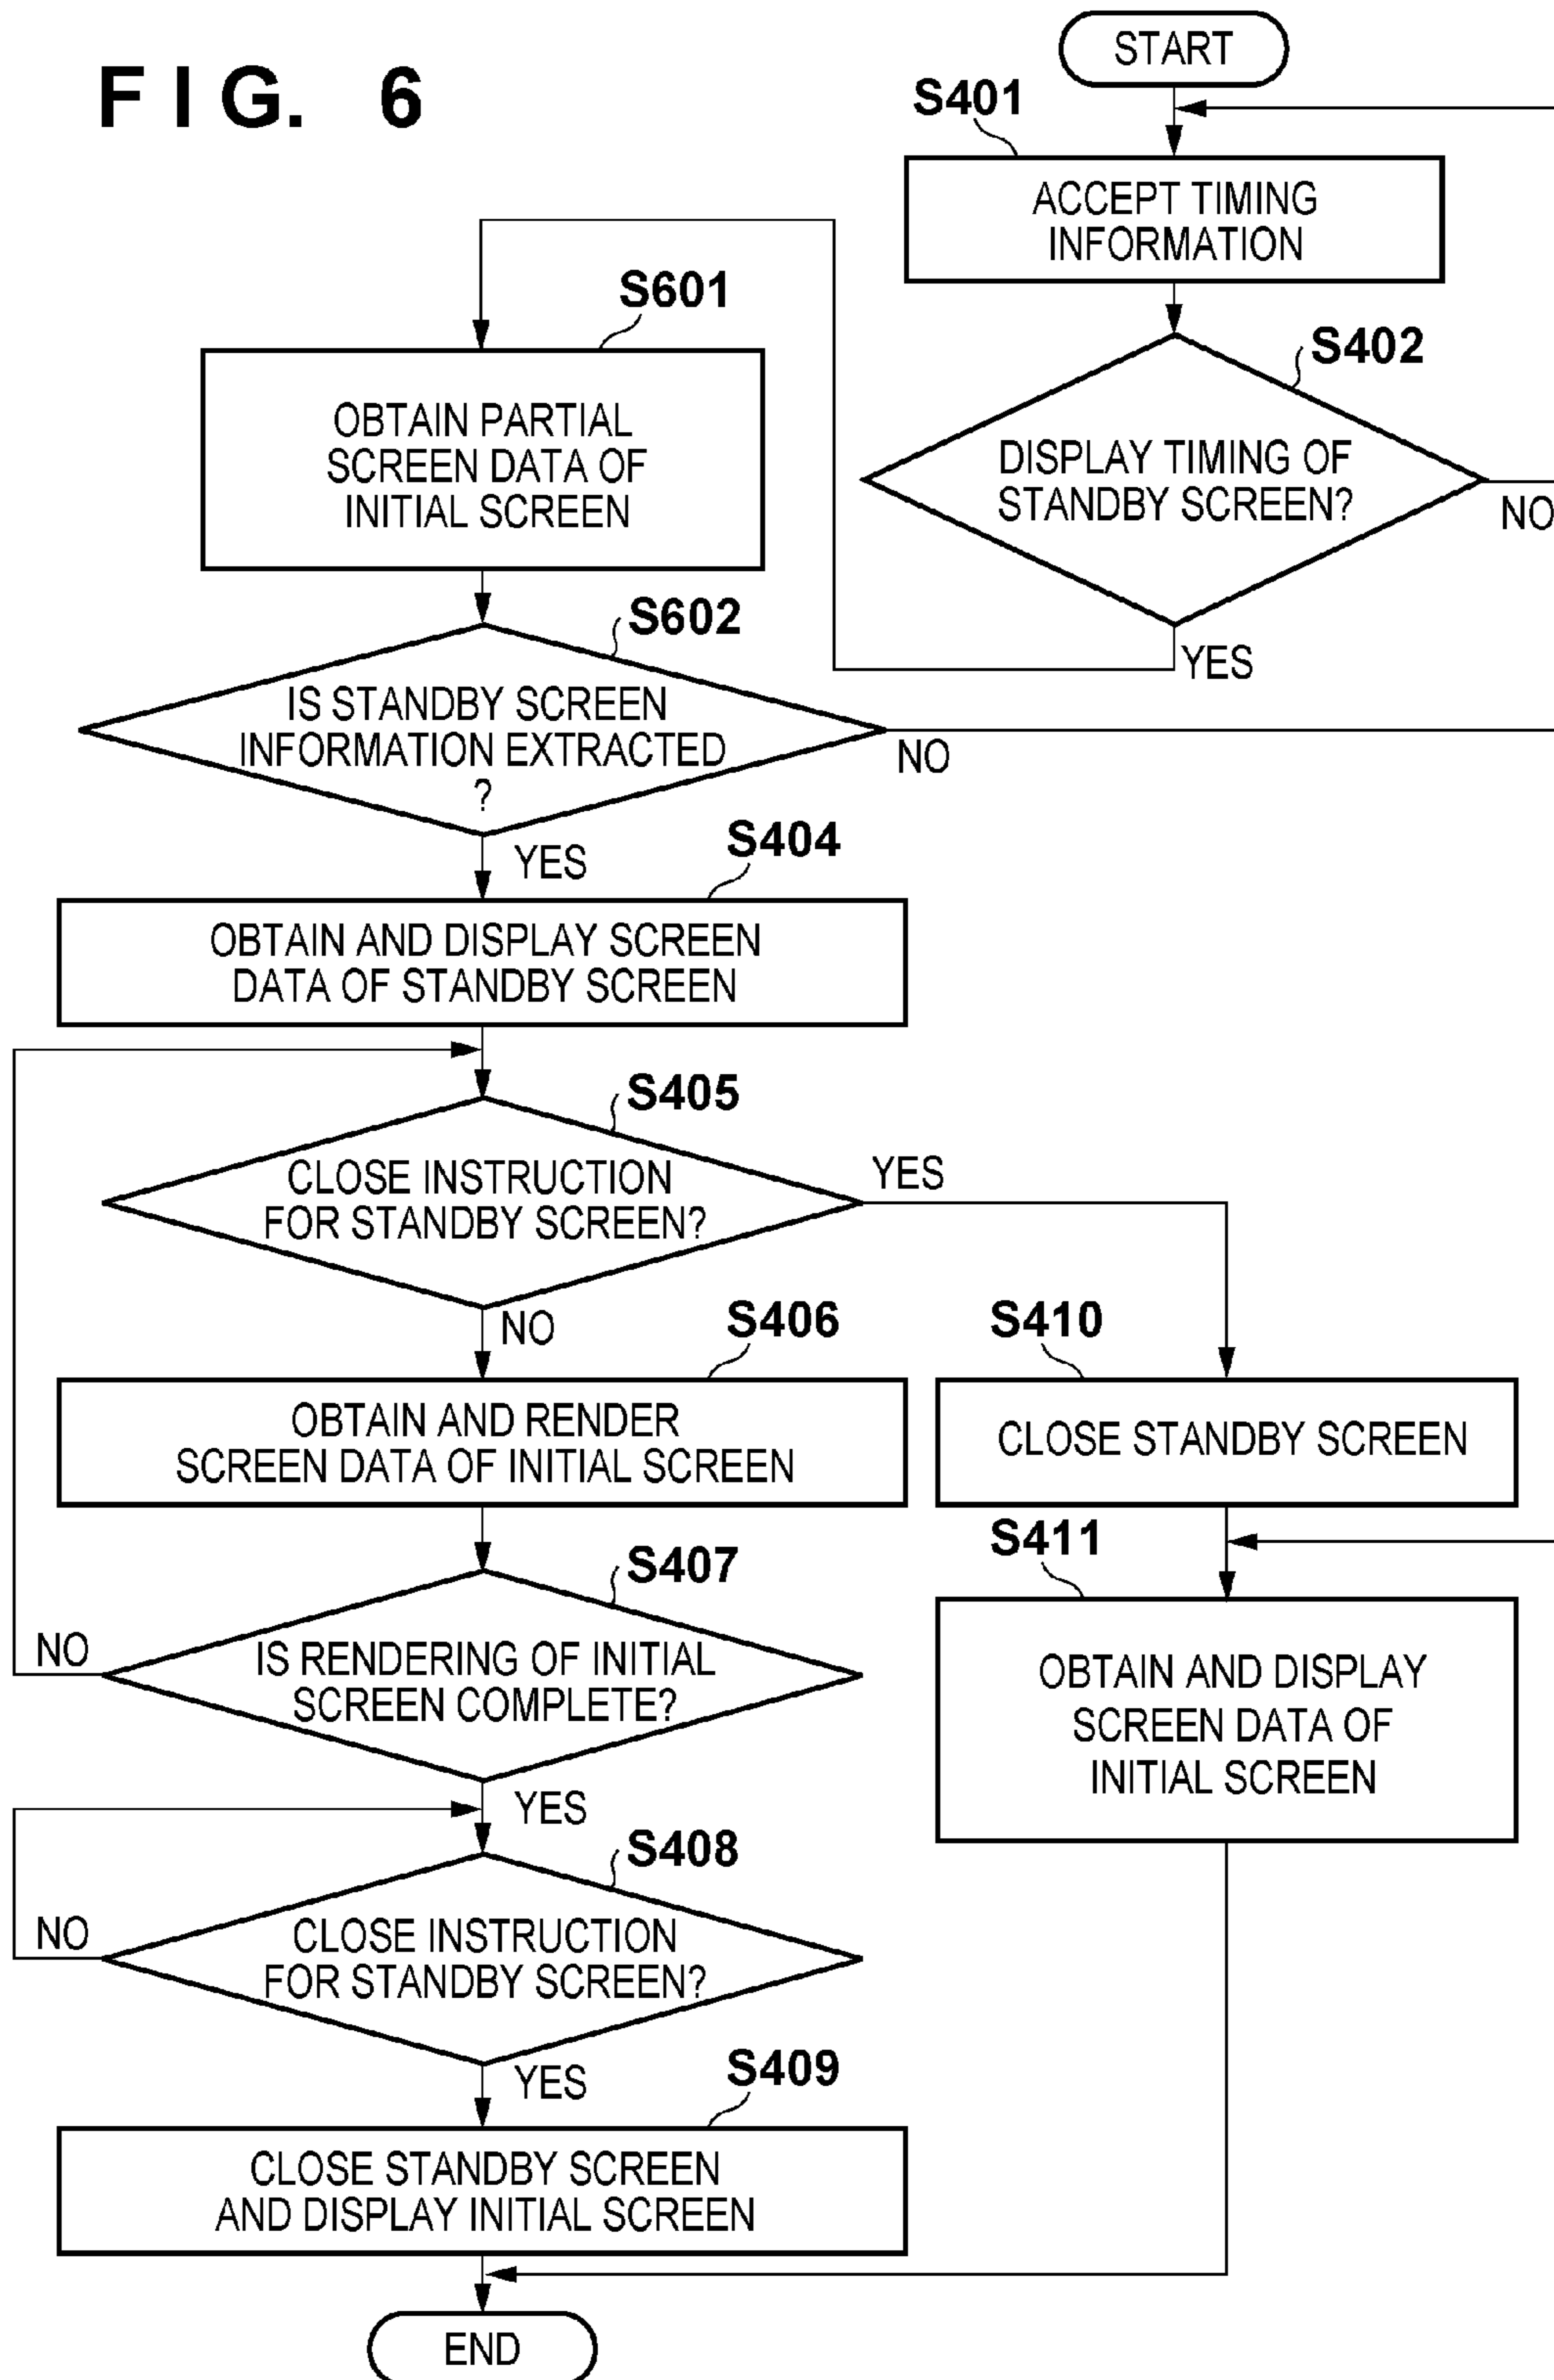 FIG. 6
START
S401
ACCEPT TIMING
INFORMATION
S402
DISPLAY TIMING OF
STANDBY SCREEN?
NO
YES
S601
OBTAIN PARTIAL
SCREEN DATA OF
INITIAL SCREEN
S602
IS STANDBY SCREEN
INFORMATION EXTRACTED
?
NO
YES
S404
OBTAIN AND DISPLAY SCREEN
DATA OF STANDBY SCREEN
S405
CLOSE INSTRUCTION
FOR STANDBY SCREEN?
YES
NO
S406
OBTAIN AND RENDER
SCREEN DATA OF INITIAL SCREEN
S410
CLOSE STANDBY SCREEN
S407
IS RENDERING OF INITIAL
SCREEN COMPLETE?
NO
YES
S411
OBTAIN AND DISPLAY
SCREEN DATA OF
INITIAL SCREEN
S408
CLOSE INSTRUCTION
FOR STANDBY SCREEN?
NO
YES
S409
CLOSE STANDBY SCREEN
AND DISPLAY INITIAL SCREEN
END